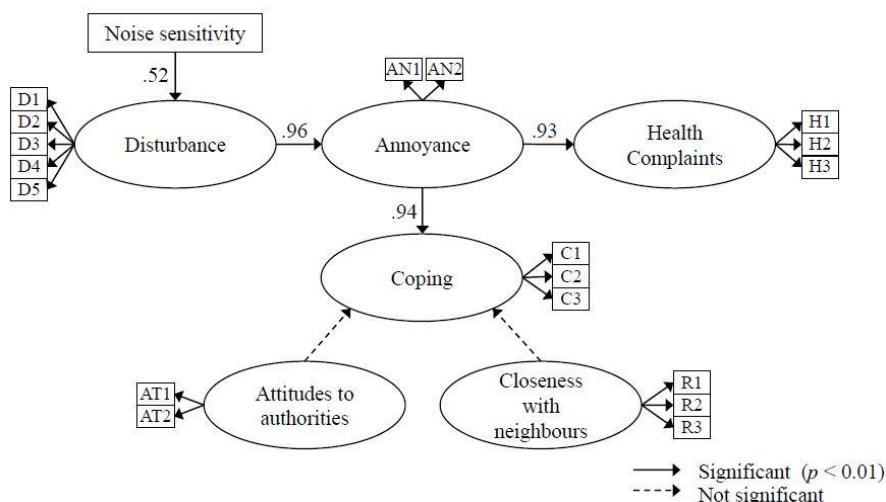 Noise sensitivity
.52
AN1 AN2
D1
D2
D3
D4
D5
Disturbance
.96
Annoyance
.93
Health
Complaints
H1
H2
H3
.94
Coping
C1
C2
C3
AT1
AT2
Attitudes to
authorities
Closeness
with
neighbours
R1
R2
R3
Significant (p < 0.01)
Not significant